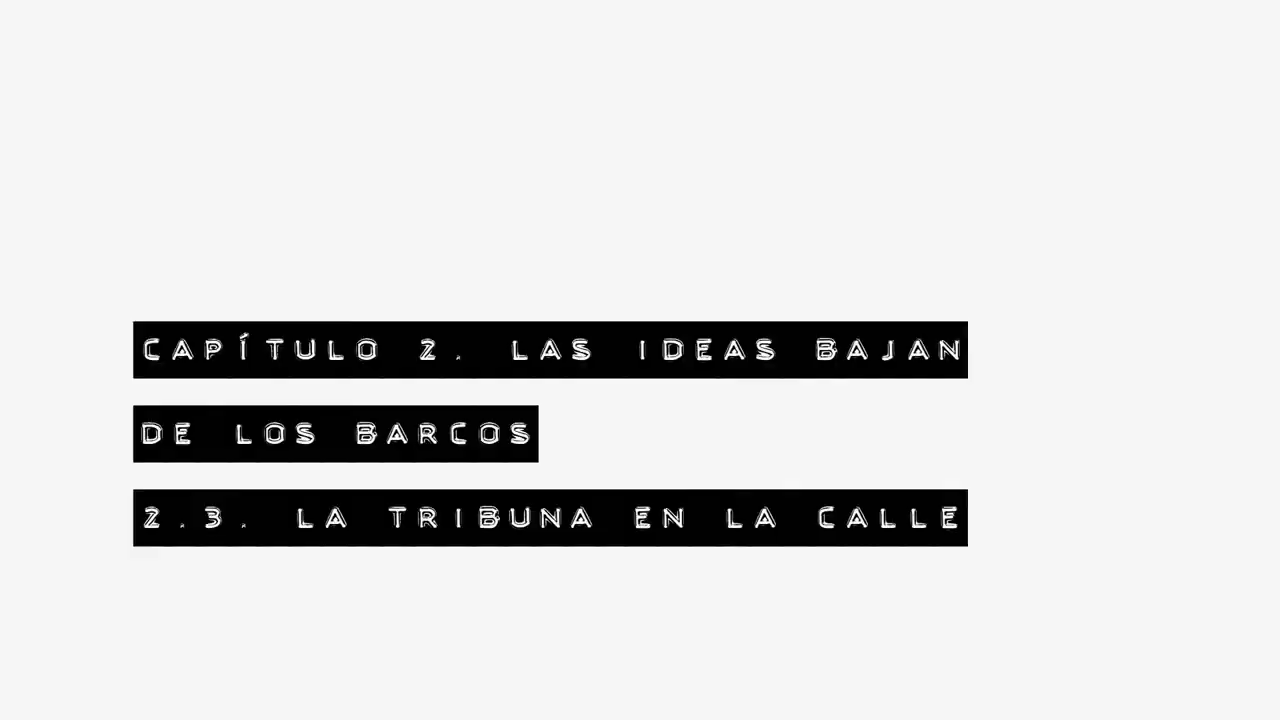 CAPÍTULO 2. LAS IDEAS BAJAN
DE LOS BARCOS
2.3. LA TRIBUNA EN LA CALLE